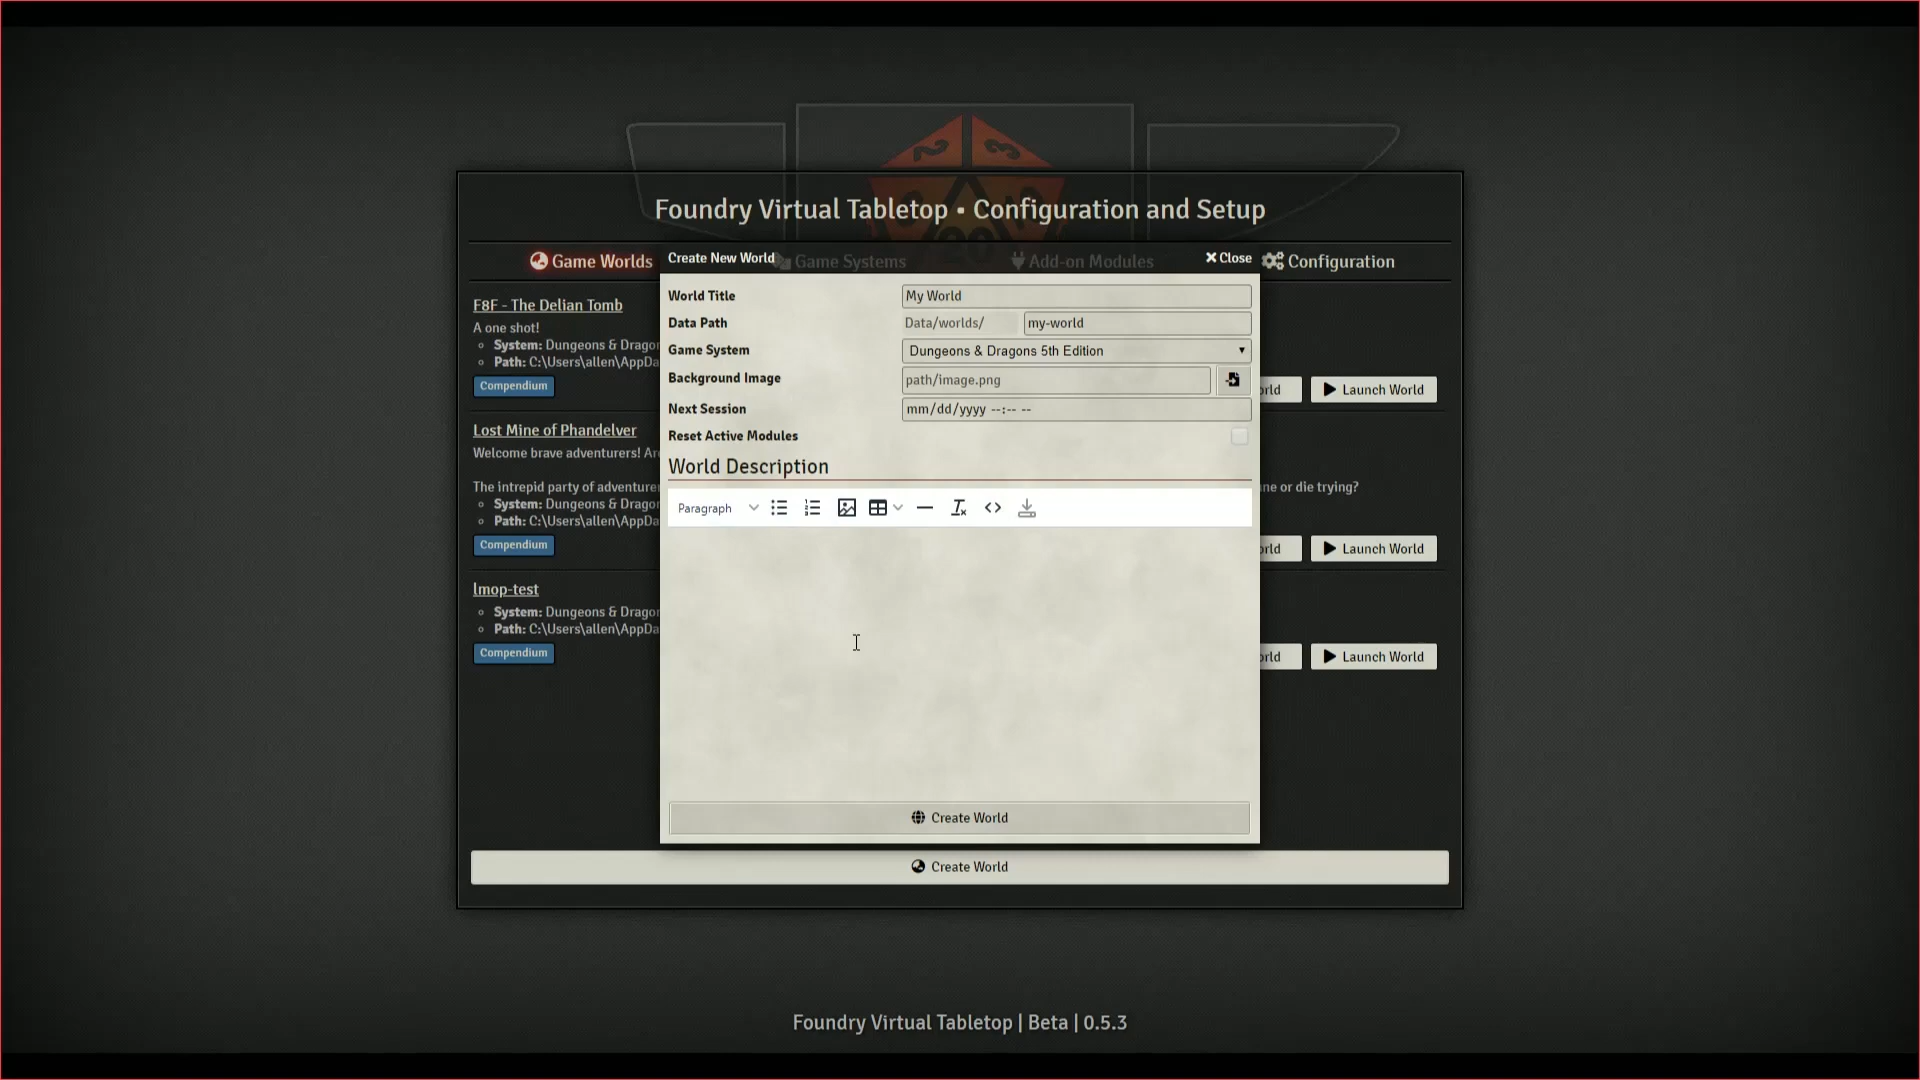 Foundry Virtual Tabletop • Configuration and Setup
Game Worlds
Game Systems
Add-on Modules
Configuration
Create New World
Close
F8F - The Delian Tomb
A one shot!
System: Dungeons & Drago
Path: C:\Users\allen\AppDa
Compendium
Launch World
Lost Mine of Phandelver
Welcome brave adventurers! Ar
The intrepid party of adventure
ne or die trying?
System: Dungeons & Drago
Path: C:\Users\allen\AppDa
Compendium
Launch World
lmop-test
System: Dungeons & Drago
Path: C:\Users\allen\AppDa
Compendium
Launch World
World Title
My World
Data Path
Data/worlds/
my-world
Game System
Dungeons & Dragons 5th Edition
Background Image
path/image.png
Next Session
mm/dd/yyyy --:-- --
Reset Active Modules
World Description
Paragraph
Create World
Create World
Foundry Virtual Tabletop | Beta | 0.5.3